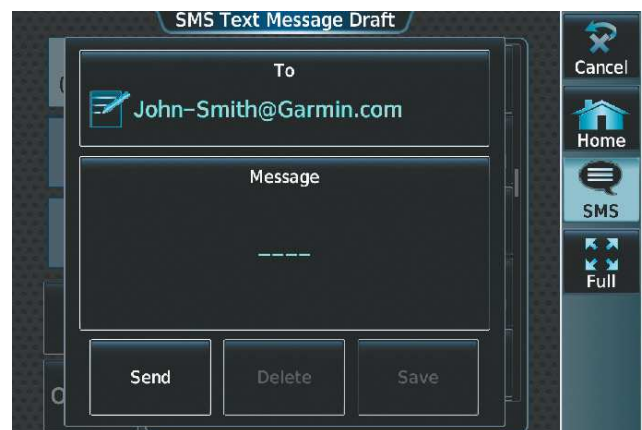 SMS Text Message Draft
To
John-Smith@Garmin.com
Message
----
Send
Delete
Save
Cancel
Home
SMS
Full